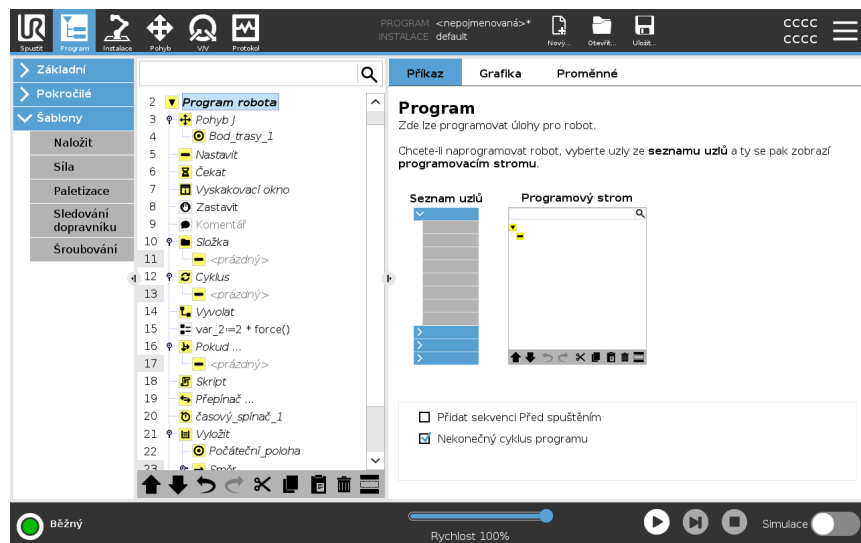 PROGRAM <nepojmenovaná>*
INSTALACE default
Spustit Program Instalace Pohyb V/V Protokol
Nový... Otevřít... Uložit...
CCCC
CCCC
Základní
Pokročilé
Šablony
Naložit
Síla
Paletizace
Sledování
dopravníku
Šroubování
2 Program robota
3 Pohyb J
4 Bod_trasy_1
5 Nastavit
6 Čekat
7 Vyskakovací okno
8 Zastavit
9 Komentář
10 Složka
11 <prázdný>
12 Cyklus
13 <prázdný>
14 Vyvolat
15 var_2:=2 * force()
16 Pokud ...
17 <prázdný>
18 Skript
19 Přepínač ...
20 časový_spínač_1
21 Vyložit
22 Počáteční_poloha
23 Směr
Příkaz Grafika Proměnné
Program
Zde lze programovat úlohy pro robot.
Chcete-li naprogramovat robot, vyberte uzly ze seznamu uzlů a ty se pak zobrazí
programovacím stromu.
Seznam uzlů Programový strom
Přidat sekvenci Před spuštěním
Nekonečný cyklus programu
Běžný
Rychlost 100%
Simulace